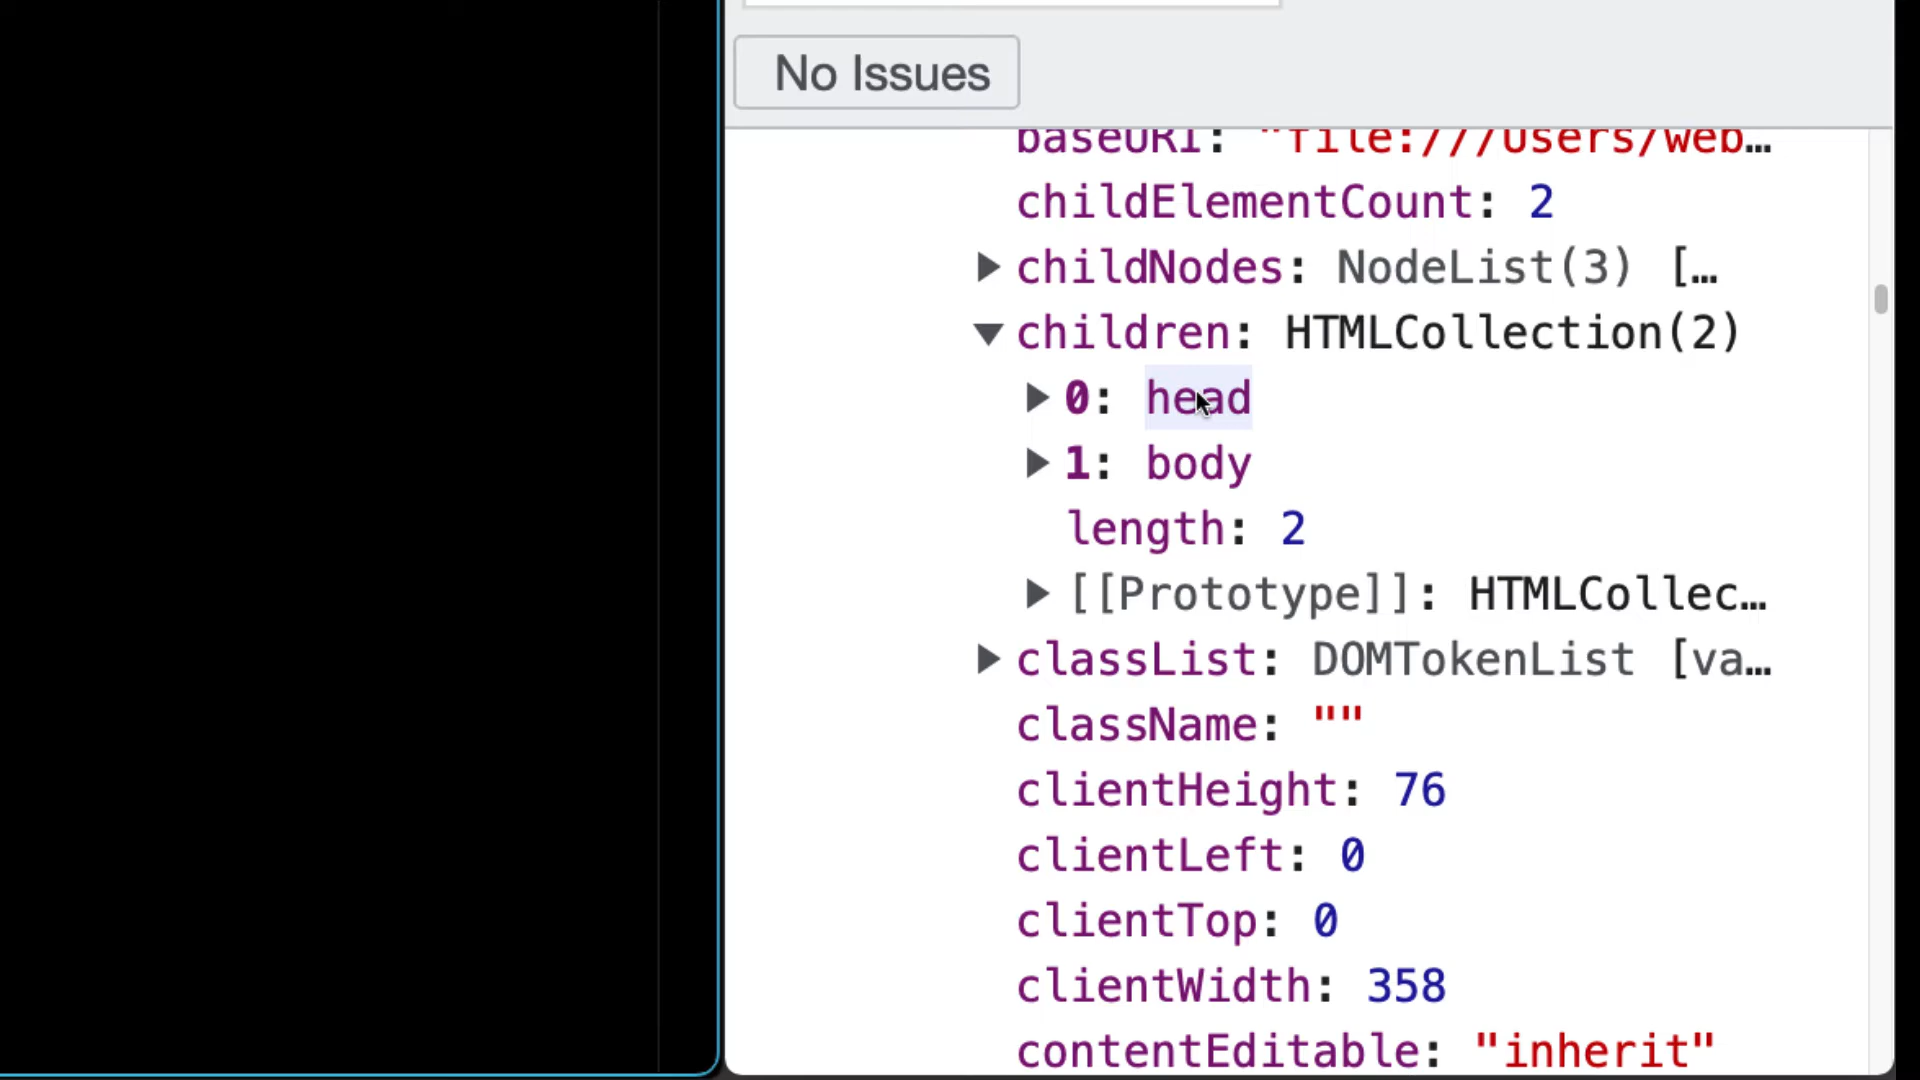 No Issues
baseURI: "file:///Users/web…
childElementCount: 2
▶ childNodes: NodeList(3) […
▼ children: HTMLCollection(2)
▶ 0: head
▶ 1: body
length: 2
▶ [[Prototype]]: HTMLCollec…
▶ classList: DOMTokenList [va…
className: ""
clientHeight: 76
clientLeft: 0
clientTop: 0
clientWidth: 358
contentEditable: "inherit"